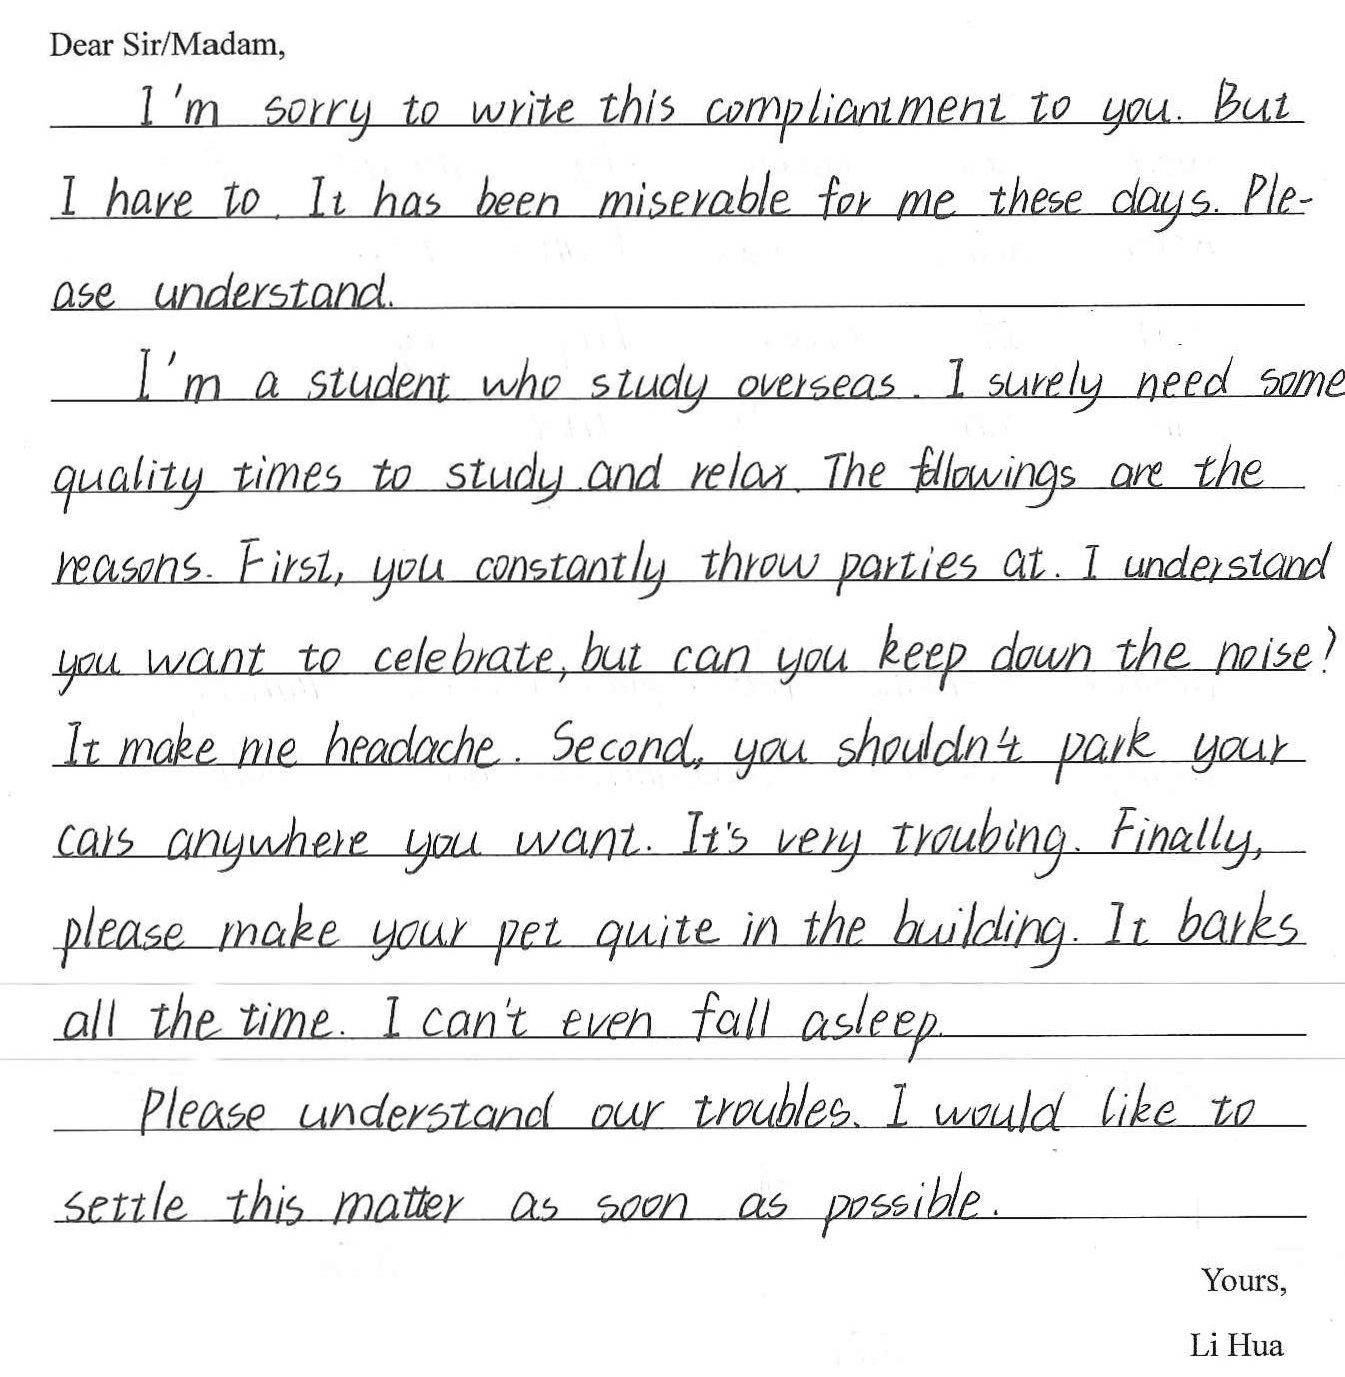 Dear Sir/Madam,
I'm sorry to write this compliantment to you. But
I have to. It has been miserable for me these days. Ple-
ase understand.
I'm a student who study overseas. I surely need some
quality times to study and relax. The followings are the
reasons. First, you constantly throw parties at. I understand
you want to celebrate, but can you keep down the noise?
It make me headache. Second, you shouldn't park your
cars anywhere you want. It's very troubing. Finally,
please make your pet quite in the building. It barks
all the time. I can't even fall asleep.
Please understand our troubles. I would like to
settle this matter as soon as possible.
Yours,
Li Hua